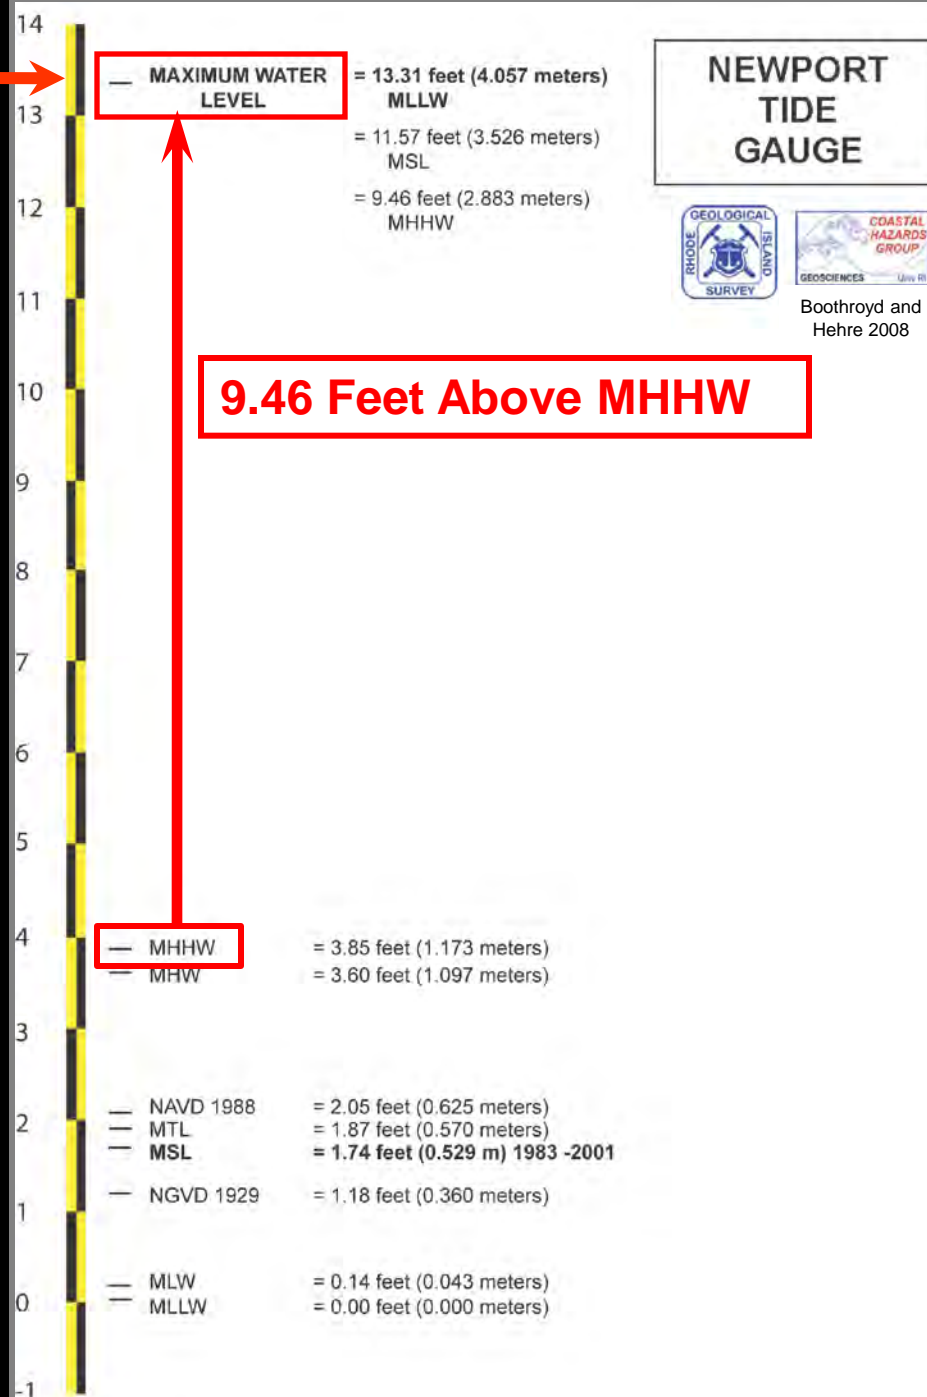 14
MAXIMUM WATER
LEVEL
= 13.31 feet (4.057 meters)
MLLW
= 11.57 feet (3.526 meters)
MSL
= 9.46 feet (2.883 meters)
MHHW
NEWPORT
TIDE
GAUGE
GEOLOGICAL
RHODE
ISLAND
SURVEY
COASTAL
HAZARDS
GROUP
GEOSCIENCES
Univ RI
Boothroyd and
Hehre 2008
13
12
11
10
9.46 Feet Above MHHW
9
8
7
6
5
4
MHHW = 3.85 feet (1.173 meters)
MHW = 3.60 feet (1.097 meters)
3
NAVD 1988 = 2.05 feet (0.625 meters)
2
MTL = 1.87 feet (0.570 meters)
MSL = 1.74 feet (0.529 m) 1983 -2001
NGVD 1929 = 1.18 feet (0.360 meters)
1
MLW = 0.14 feet (0.043 meters)
0
MLLW = 0.00 feet (0.000 meters)
-1